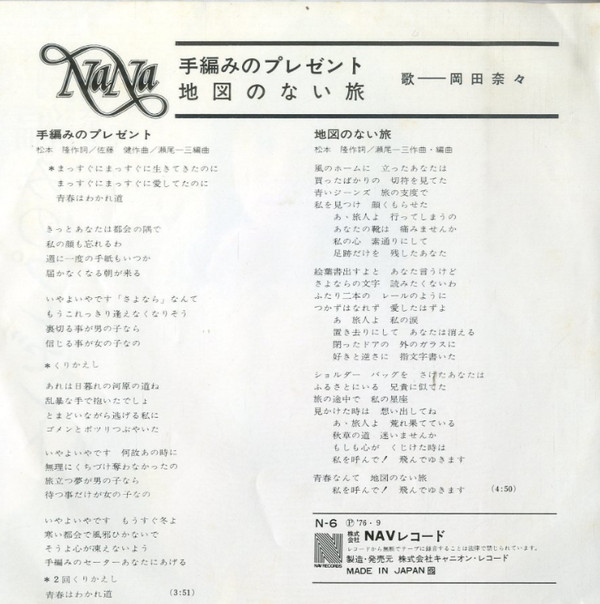 NaNa
手編みのプレゼント
地図のない旅
歌――岡田奈々
手編みのプレゼント
松本 隆作詞／佐藤 健作曲／瀬尾一三編曲
＊まっすぐにまっすぐに生きてきたのに
まっすぐにまっすぐに愛してたのに
青春はわかれ道
きっとあなたは都会の隅で
私の顔も忘れるわ
週に一度の手紙もいつか
届かなくなる朝が来る
いやよいやです「さよなら」なんて
もうこれっきり逢えなくなりそう
裏切る事が男の子なら
信じる事が女の子なの
＊くりかえし
あれは日暮れの河原の道ね
乱暴な手で抱いたでしょ
とまどいながら逃げる私に
ゴメンとポツリつぶやいた
いやよいやです 何故あの時に
無理にくちづけ奪わなかったの
旅立つ夢が男の子なら
待つ事だけが女の子なの
いやよいやです もうすぐ冬よ
寒い都会で風邪ひかないで
そうよ心が凍えないよう
手編みのセーターあなたにあげる
＊2回くりかえし
青春はわかれ道 (3:51)
地図のない旅
松本 隆作詞／瀬尾一三作曲・編曲
風のホームに 立ったあなたは
買ったばかりの 切符を見てた
青いジーンズ 旅の支度で
私を見つけ 顔くもらせた
あ・旅人よ 行ってしまうの
あなたの靴は 痛みませんか
私の心 素通りにして
足跡だけを 残したあなた
絵葉書出すよと あなた言うけど
さよならの文字 読みたくないわ
ふたり二本の レールのように
つかずはなれず 愛したはずよ
あ 旅人よ 私の涙
置き去りにして あなたは消える
閉ったドアの 外のガラスに
好きと逆さに 指文字書いた
ショルダー バッグを さげたあなたは
ふるさとにいる 兄貴に似てた
旅の途中で 私の星座
見かけた時は 想い出してね
あ・旅人よ 荒れ果てている
秋草の道 迷いませんか
もしも心が くじけた時は
私を呼んで！ 飛んでゆきます
青春なんて 地図のない旅
私を呼んで！ 飛んでゆきます (4:50)
N-6 Ⓟ '76・9
株式会社 NAVレコード
NAV RECORDS
レコードから無断でテープに録音することは法律で禁じられています。
製造・発売元 株式会社キャニオン・レコード
MADE IN JAPAN